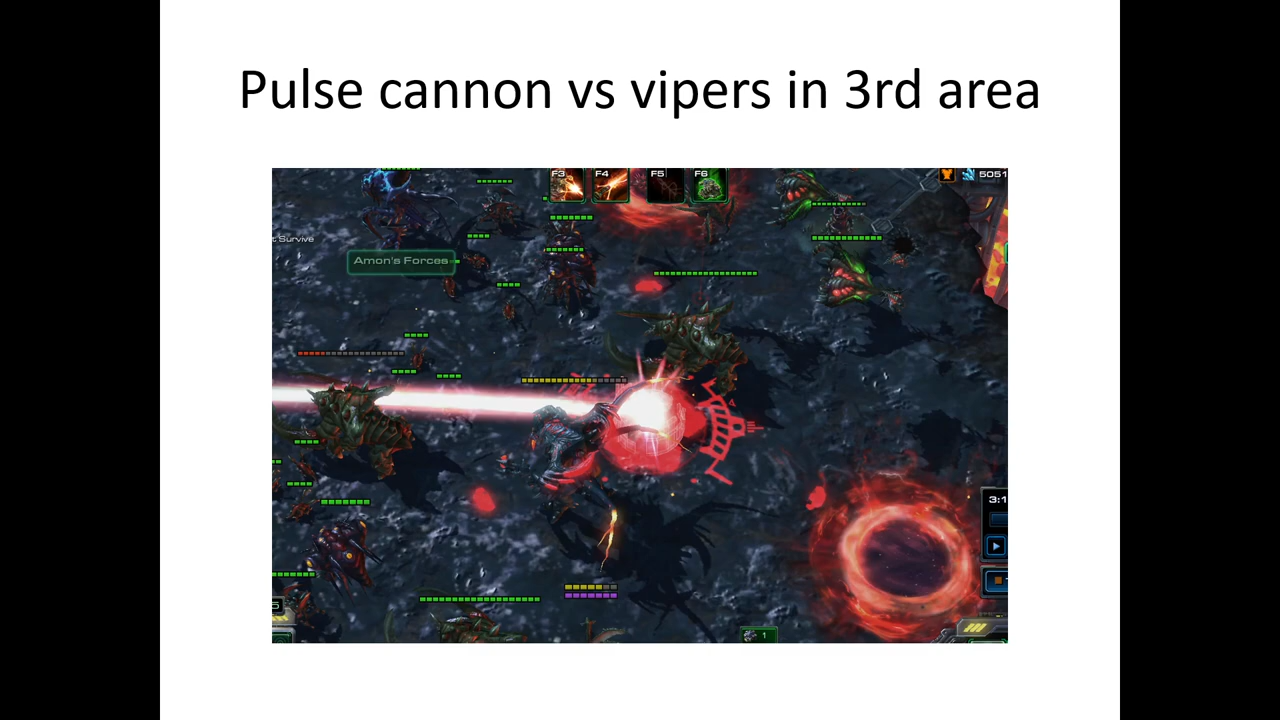 Pulse cannon vs vipers in 3rd area
F3 F4 F5 F6
5051
t Survive
Amon's Forces
3:1
1